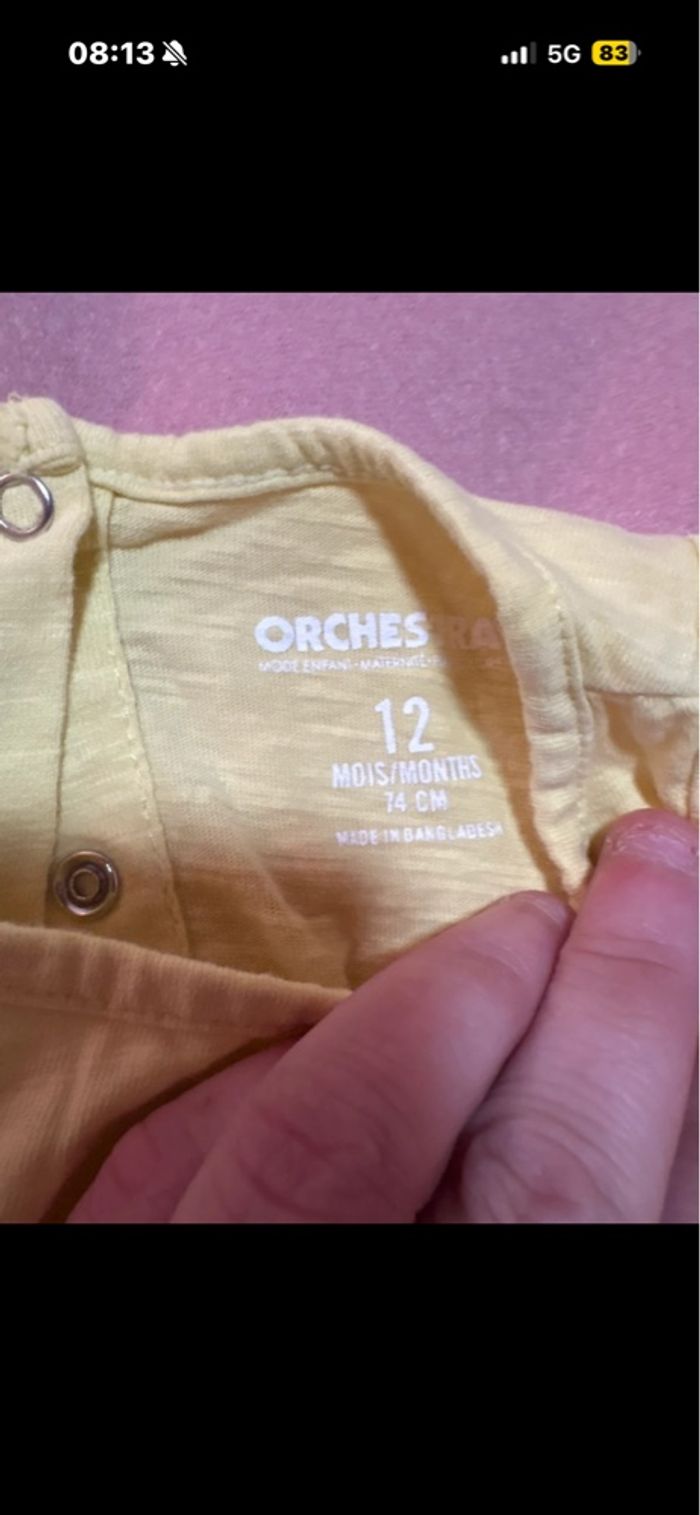 08:13 5G 83
ORCHESTRA
MODE ENFANT • MATERNITÉ •
12
MOIS/MONTHS
74 CM
MADE IN BANGLADESH